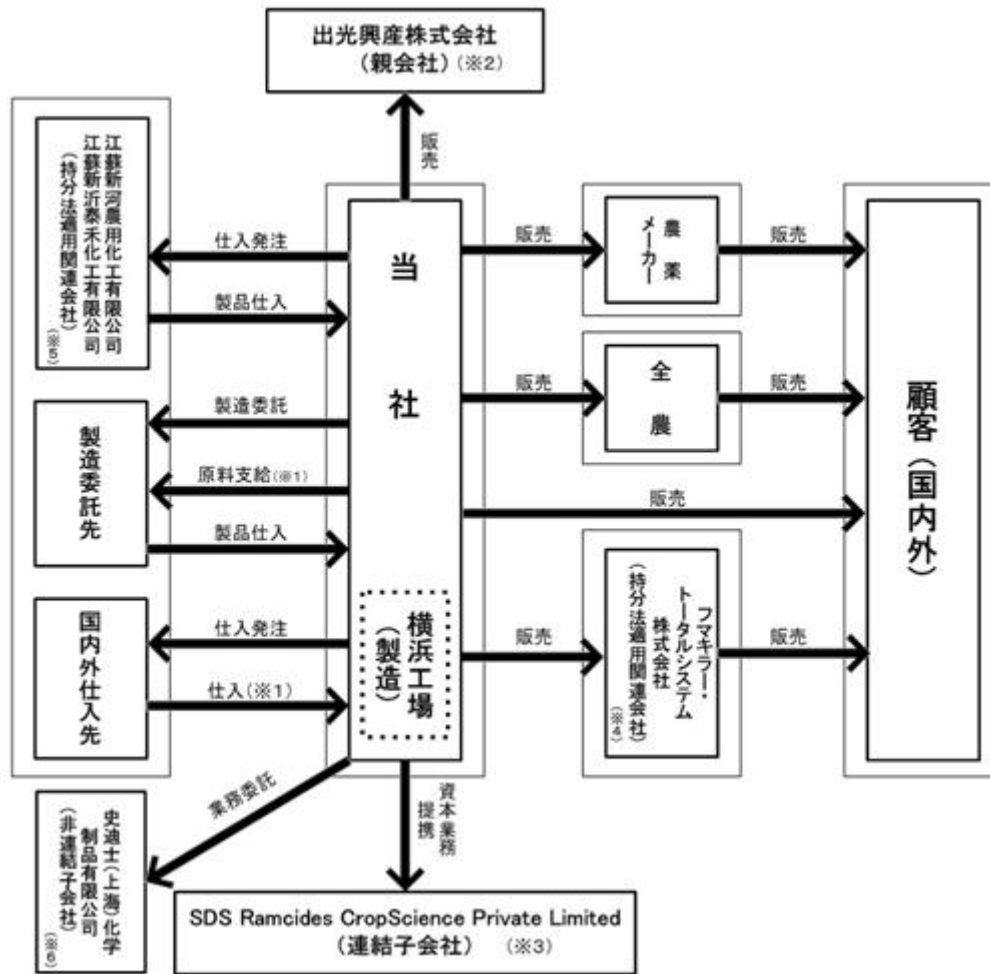 出光興産株式会社
(親会社)(※2)
販売
江蘇新河農用化工有限公司
江蘇新沂泰禾化工有限公司
(持分法適用関連会社)
(※5)
仕入発注
製品仕入
製造委託先
製造委託
原料支給(※1)
製品仕入
国内外仕入先
仕入発注
仕入(※1)
当社
横浜工場
(製造)
販売
農薬
メーカー
販売
販売
全農
販売
販売
販売
フマキラー・
トータルシステム
株式会社
(持分法適用関連会社)
(※4)
販売
顧客(国内外)
業務委託
史迪士(上海)化学
制品有限公司
(非連結子会社)
(※6)
資本業務
提携
SDS Ramcides CropScience Private Limited
(連結子会社) (※3)